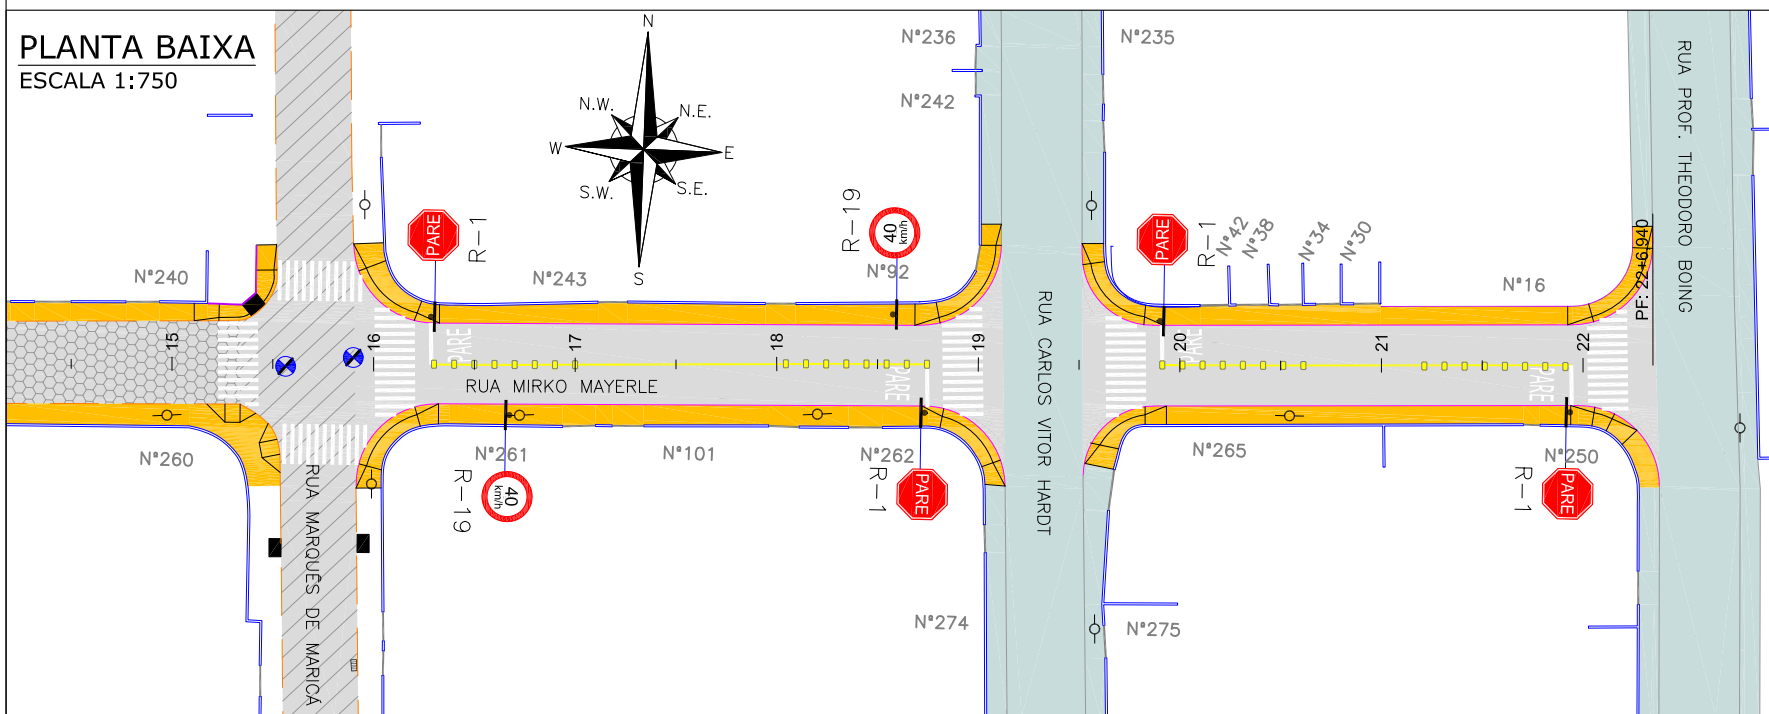 PLANTA BAIXA
ESCALA 1:750
N
N.W.
N.E.
W
E
S.W.
S.E.
S
N°236
N°235
N°242
RUA PROF. THEODORO BOING
PARE
R-1
R-19
40
km/h
PARE
R-1
N°42
N°38
N°34
N°30
PF: 22+6,940
N°240
N°243
N°92
N°16
15
16
17
18
19
20
21
22
PARE
PARE
PARE
PARE
RUA MIRKO MAYERLE
RUA CARLOS VITOR HARDT
N°260
N°261
N°101
N°262
N°265
N°250
RUA MARQUÊS DE MARICÁ
R-19
40
km/h
R-1
PARE
R-1
PARE
N°274
N°275